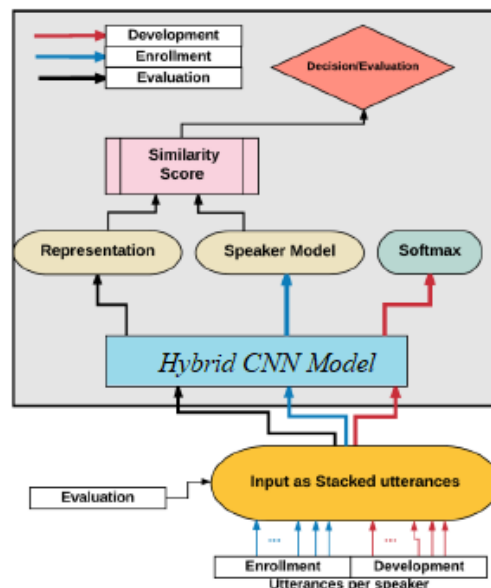 Development
Enrollment
Evaluation
Decision/Evaluation
Similarity
Score
Representation
Speaker Model
Softmax
Hybrid CNN Model
Input as Stacked utterances
Evaluation
...
...
Enrollment
Development
Utterances per speaker